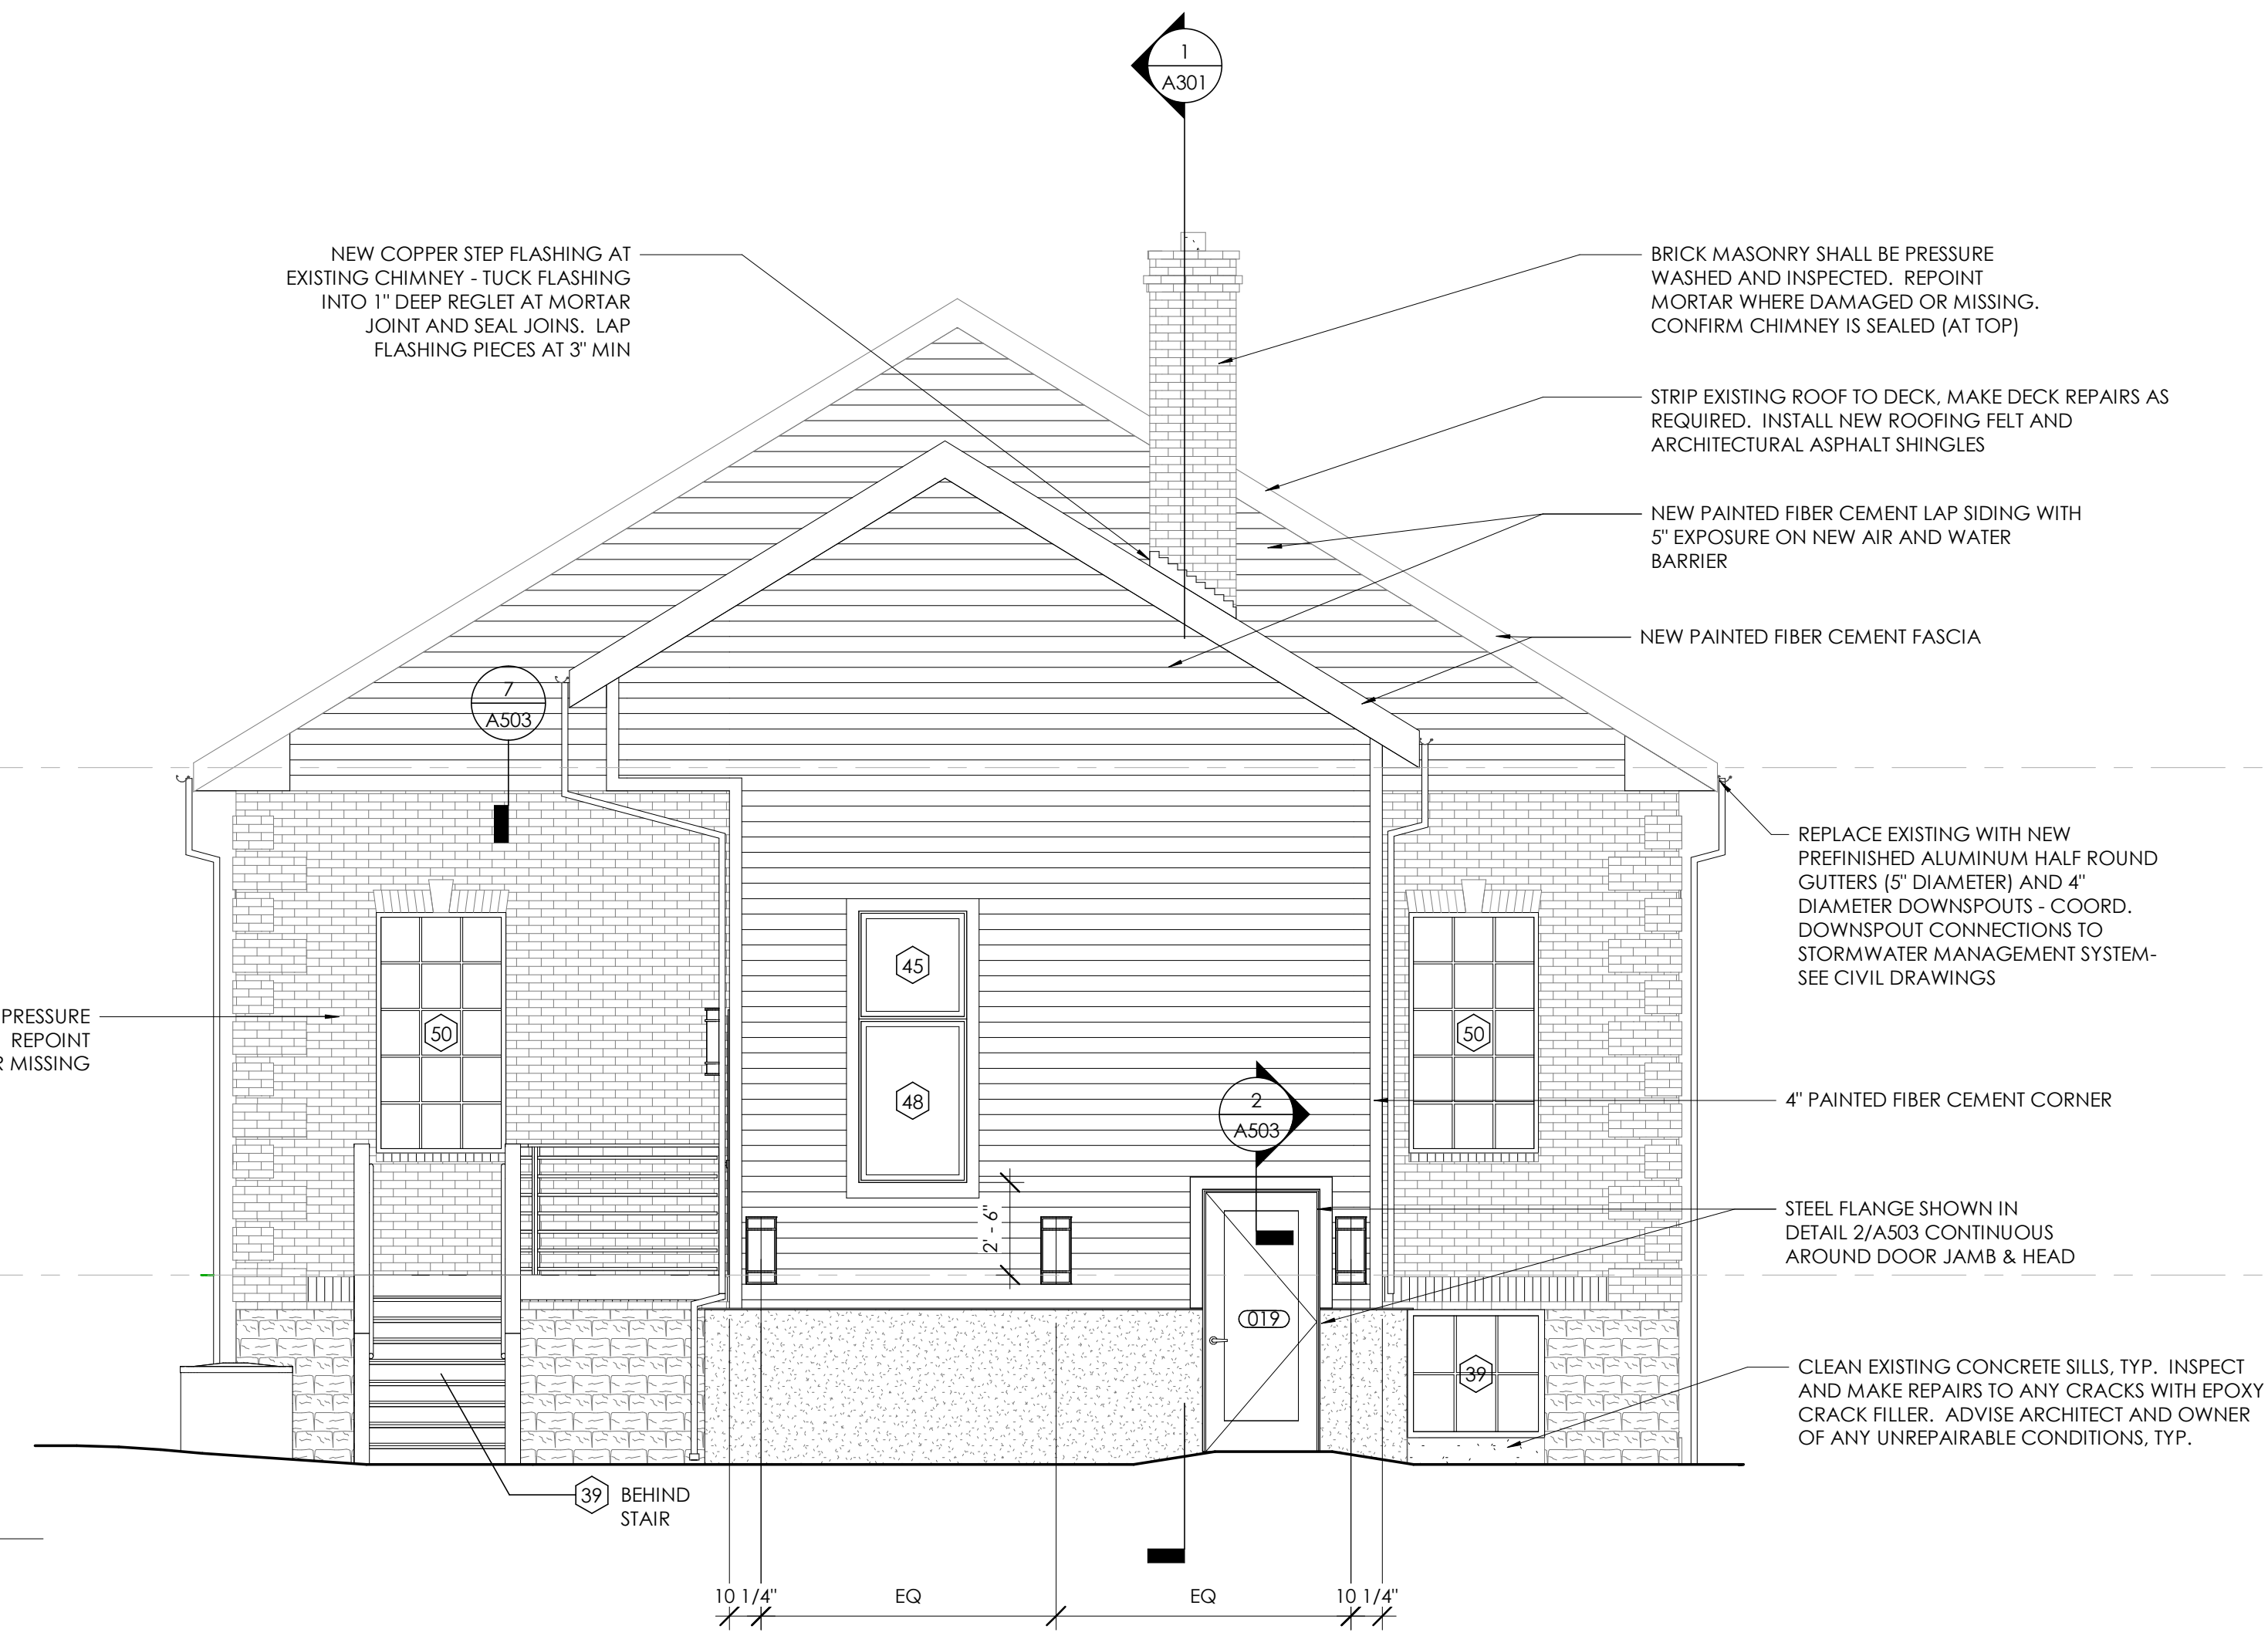 1
A301
NEW COPPER STEP FLASHING AT
EXISTING CHIMNEY - TUCK FLASHING
INTO 1" DEEP REGLET AT MORTAR
JOINT AND SEAL JOINS.  LAP
FLASHING PIECES AT 3" MIN
BRICK MASONRY SHALL BE PRESSURE
WASHED AND INSPECTED.  REPOINT
MORTAR WHERE DAMAGED OR MISSING.
CONFIRM CHIMNEY IS SEALED (AT TOP)
STRIP EXISTING ROOF TO DECK, MAKE DECK REPAIRS AS
REQUIRED.  INSTALL NEW ROOFING FELT AND
ARCHITECTURAL ASPHALT SHINGLES
NEW PAINTED FIBER CEMENT LAP SIDING WITH
5" EXPOSURE ON NEW AIR AND WATER
BARRIER
NEW PAINTED FIBER CEMENT FASCIA
7
A503
REPLACE EXISTING WITH NEW
PREFINISHED ALUMINUM HALF ROUND
GUTTERS (5" DIAMETER) AND 4"
DIAMETER DOWNSPOUTS - COORD.
DOWNSPOUT CONNECTIONS TO
STORMWATER MANAGEMENT SYSTEM-
SEE CIVIL DRAWINGS
PRESSURE
REPOINT
R MISSING
50
45
48
50
2
A503
4" PAINTED FIBER CEMENT CORNER
2' - 6"
STEEL FLANGE SHOWN IN
DETAIL 2/A503 CONTINUOUS
AROUND DOOR JAMB & HEAD
019
39
CLEAN EXISTING CONCRETE SILLS, TYP.  INSPECT
AND MAKE REPAIRS TO ANY CRACKS WITH EPOXY
CRACK FILLER.  ADVISE ARCHITECT AND OWNER
OF ANY UNREPAIRABLE CONDITIONS, TYP.
39 BEHIND
STAIR
10 1/4" EQ EQ 10 1/4"